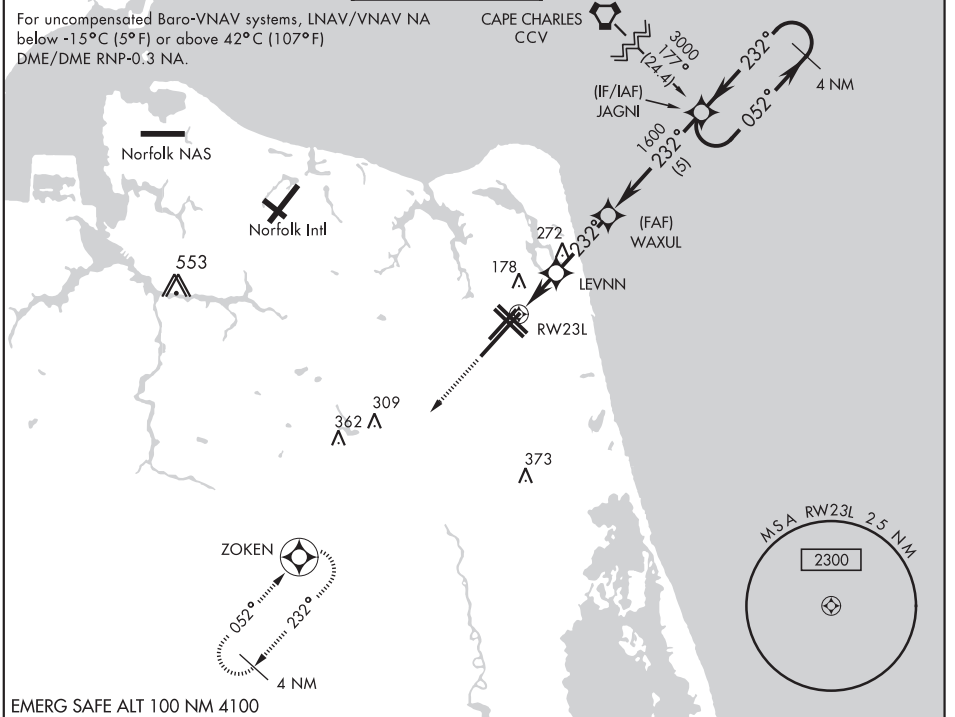 For uncompensated Baro-VNAV systems, LNAV/VNAV NA
below -15°C (5°F) or above 42°C (107°F)
DME/DME RNP-0.3 NA.
CAPE CHARLES
CCV
3000
177°
(24.4)
232°
4 NM
052°
(IF/IAF)
JAGNI
1600
232°
(5)
Norfolk NAS
Norfolk Intl
(FAF)
WAXUL
272
232°
553
178
LEVNN
RW23L
309
362
373
MSA RW23L 25 NM
2300
ZOKEN
052°
232°
4 NM
EMERG SAFE ALT 100 NM 4100